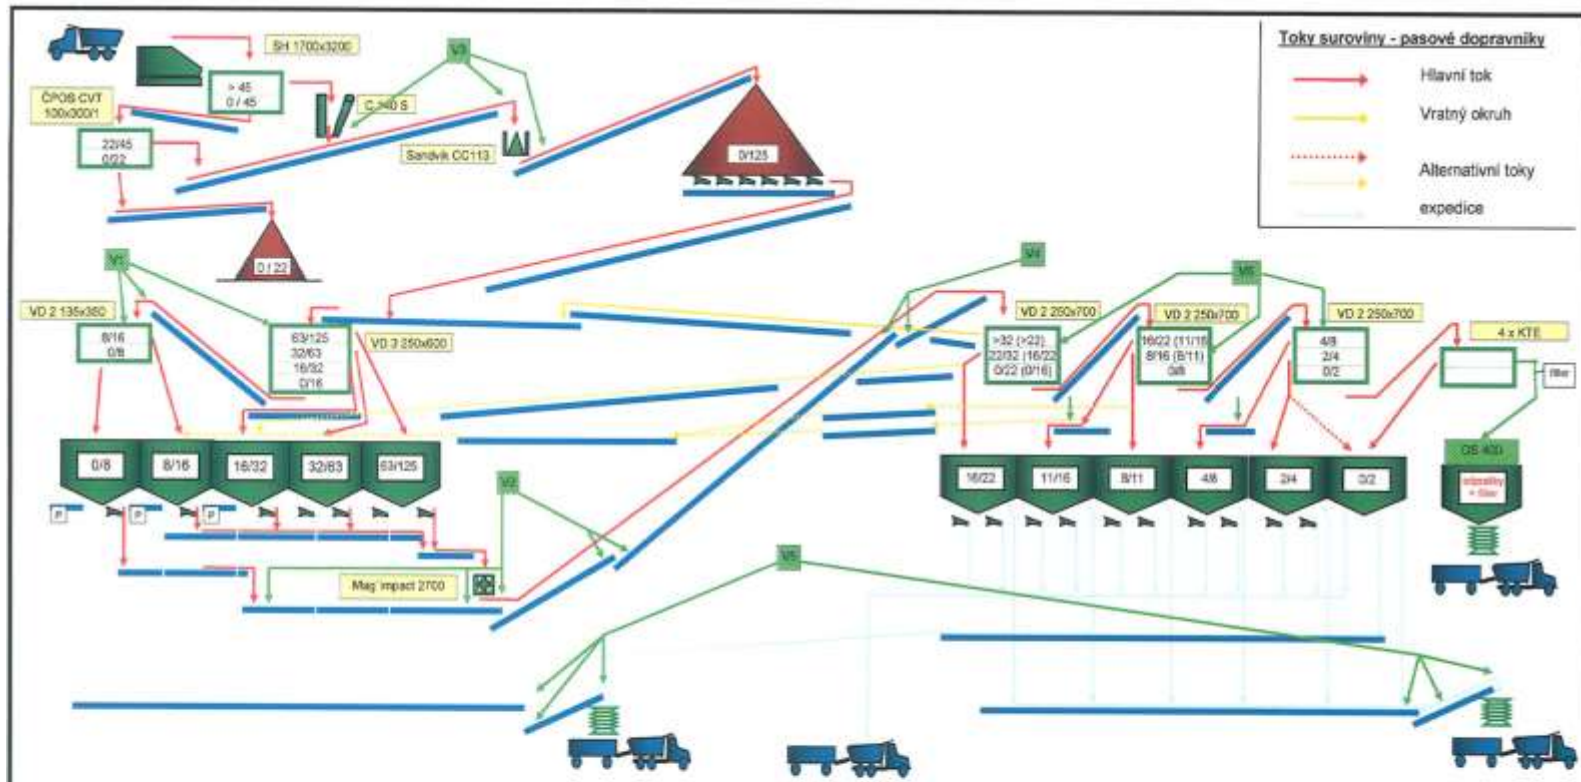 Toky suroviny - pasové dopravníky
Hlavní tok
Vratný okruh
Alternativní toky
expedice
SH 1700x3200
> 45
0 / 45
ČPOS CVT
100x300/1
22/45
0/22
C 140 S
V3
Sandvik CC113
0/125
0 / 22
V1
VD 2 135x380
8/16
0/8
63/125
32/63
16/32
0/16
VD 3 250x600
V4
VD 2 250x700
>32 (>22)
22/32 (16/22
0/22 (0/16)
VD 2 250x700
16/22 (11/16
8/16 (8/11)
0/8
VD 2 250x700
4/8
2/4
0/2
4 x KTE
filler
0/8
8/16
16/32
32/63
63/125
P
P
P
V2
Mag impact 2700
V5
16/22
11/16
8/11
4/8
2/4
0/2
odprašky
+ filler